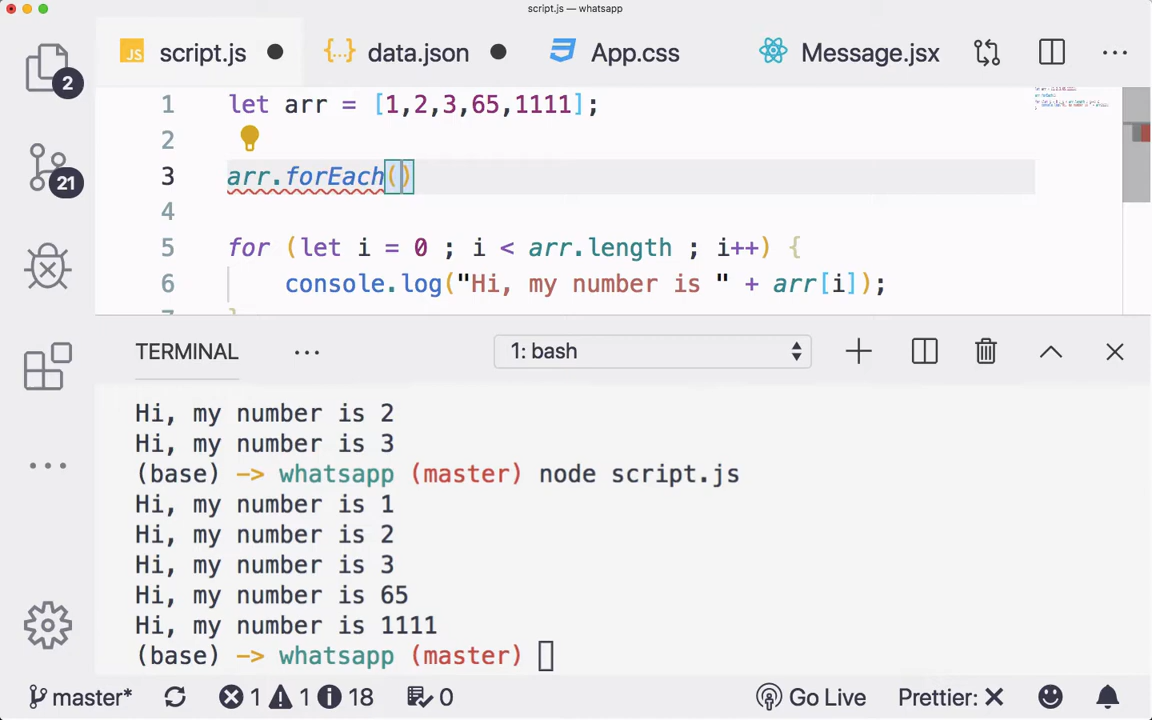 script.js — whatsapp
JS script.js ● {..} data.json ● App.css Message.jsx ...
2
21
1 let arr = [1,2,3,65,1111];
2
3 arr.forEach()
4
5 for (let i = 0 ; i < arr.length ; i++) {
6 console.log("Hi, my number is " + arr[i]);
7 }
TERMINAL ... 1: bash
Hi, my number is 2
Hi, my number is 3
(base) -> whatsapp (master) node script.js
Hi, my number is 1
Hi, my number is 2
Hi, my number is 3
Hi, my number is 65
Hi, my number is 1111
(base) -> whatsapp (master)
master* 1 1 18 0 Go Live Prettier: ✕